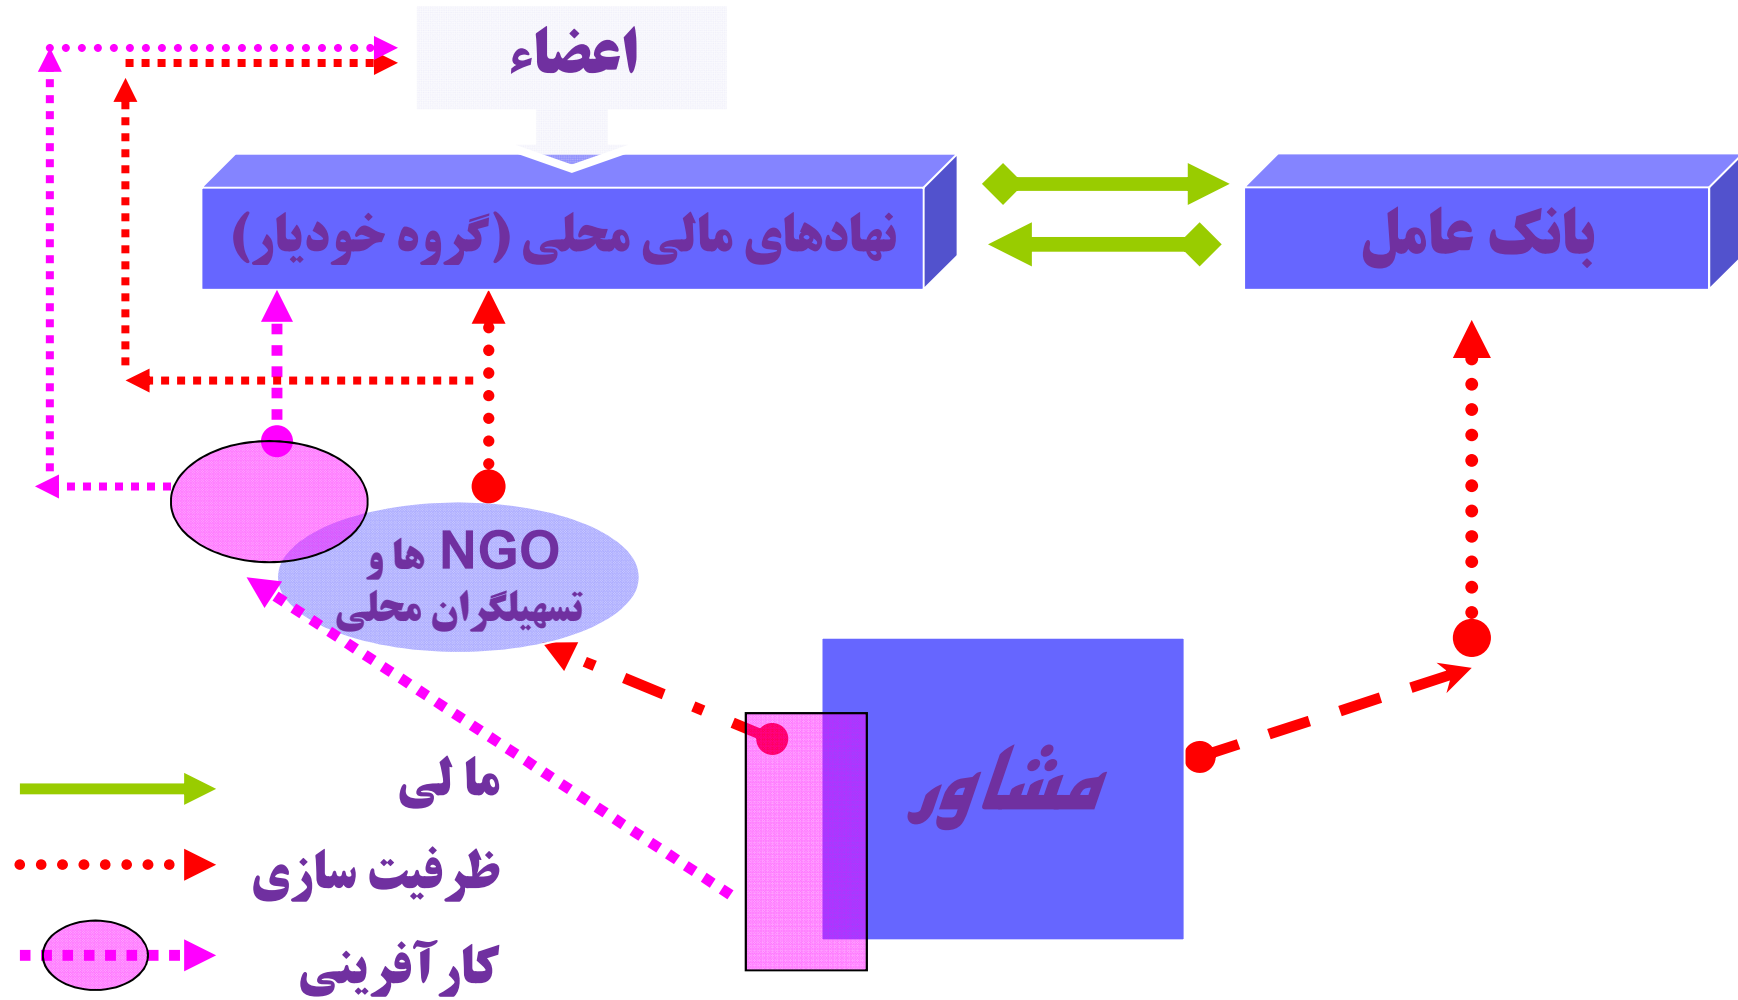 اعضاء
نهادهای مالی محلی (گروه خودیار)
بانک عامل
NGO ها و
تسهیلگران محلی
مشاور
ما لی
ظرفیت سازی
کارآفرینی